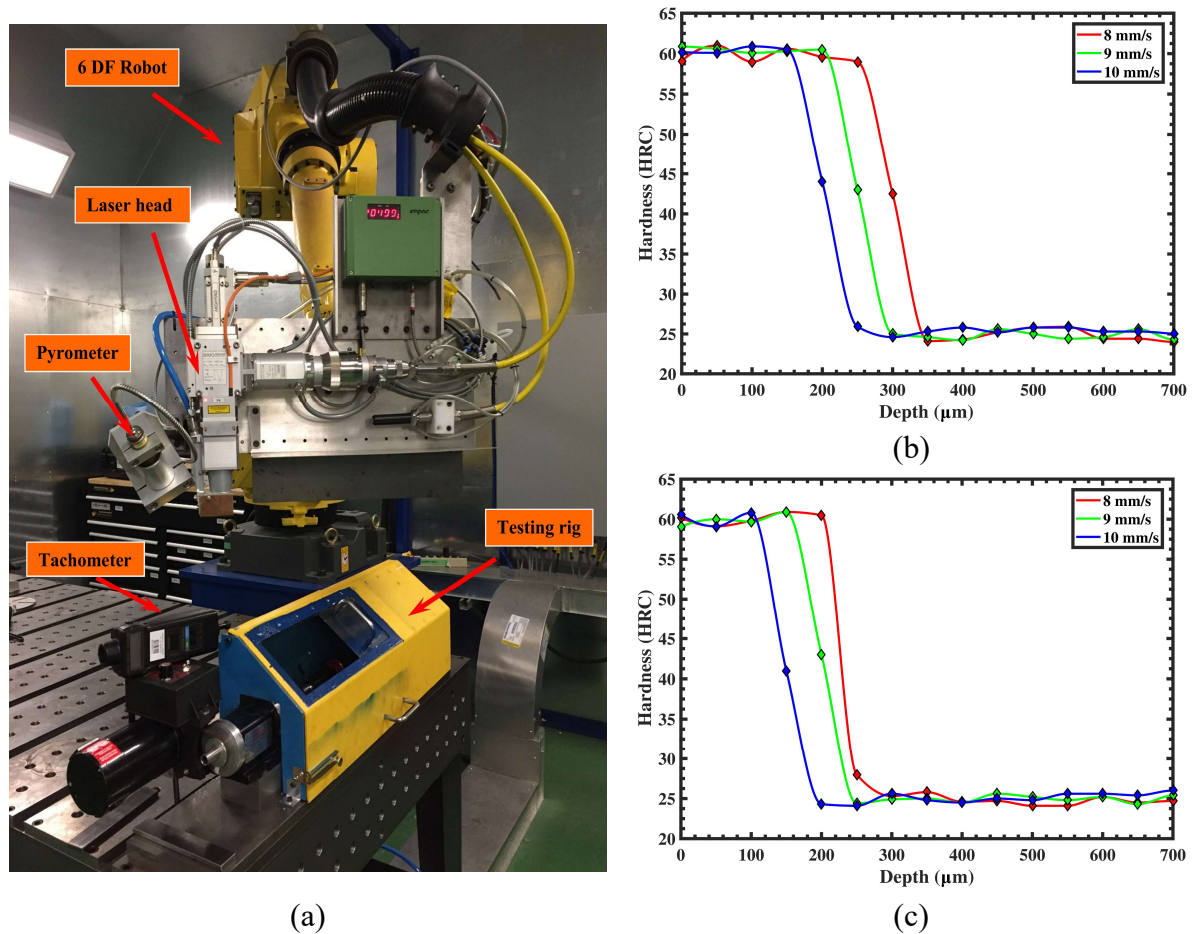 6 DF Robot
Laser head
Pyrometer
Tachometer
Testing rig
(a)
65
60
55
50
45
40
35
30
25
20
Hardness (HRC)
8 mm/s
9 mm/s
10 mm/s
0 100 200 300 400 500 600 700
Depth (µm)
(b)
65
60
55
50
45
40
35
30
25
20
Hardness (HRC)
8 mm/s
9 mm/s
10 mm/s
0 100 200 300 400 500 600 700
Depth (µm)
(c)